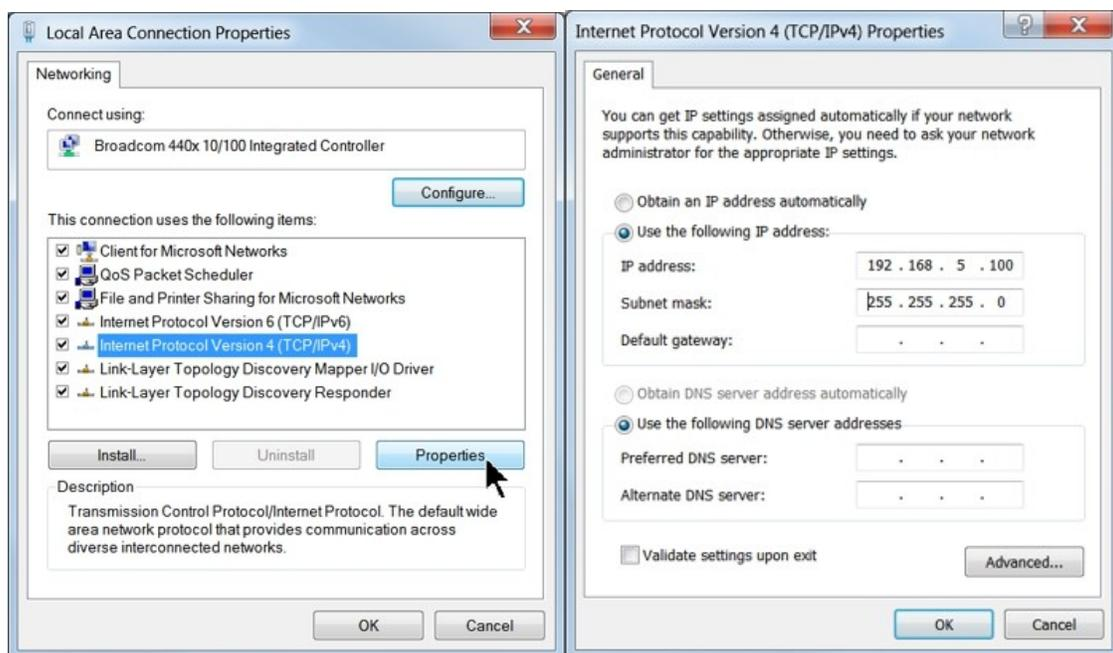 Local Area Connection Properties
Networking
Connect using:
Broadcom 440x 10/100 Integrated Controller
Configure...
This connection uses the following items:
Client for Microsoft Networks
QoS Packet Scheduler
File and Printer Sharing for Microsoft Networks
Internet Protocol Version 6 (TCP/IPv6)
Internet Protocol Version 4 (TCP/IPv4)
Link-Layer Topology Discovery Mapper I/O Driver
Link-Layer Topology Discovery Responder
Install...
Uninstall
Properties
Description
Transmission Control Protocol/Internet Protocol. The default wide
area network protocol that provides communication across
diverse interconnected networks.
OK
Cancel
Internet Protocol Version 4 (TCP/IPv4) Properties
General
You can get IP settings assigned automatically if your network
supports this capability. Otherwise, you need to ask your network
administrator for the appropriate IP settings.
Obtain an IP address automatically
Use the following IP address:
IP address: 192 . 168 . 5 . 100
Subnet mask: 255 . 255 . 255 . 0
Default gateway: . . .
Obtain DNS server address automatically
Use the following DNS server addresses
Preferred DNS server: . . .
Alternate DNS server: . . .
Validate settings upon exit
Advanced...
OK
Cancel